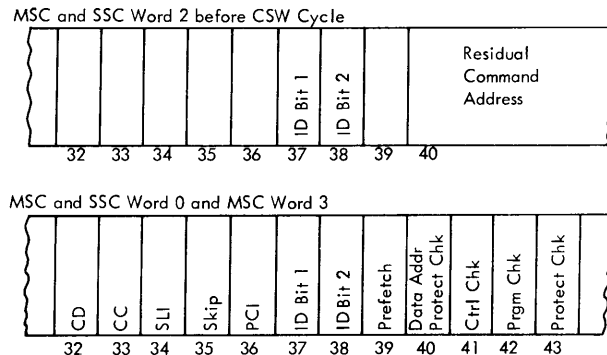 MSC and SSC Word 2 before CSW Cycle
ID Bit 1
ID Bit 2
Residual
Command
Address
32 33 34 35 36 37 38 39 40
MSC and SSC Word 0 and MSC Word 3
CD
CC
SLI
Skip
PCI
ID Bit 1
IDBit 2
Prefetch
Data Addr
Protect Chk
Ctrl Chk
Prgm Chk
Protect Chk
32 33 34 35 36 37 38 39 40 41 42 43